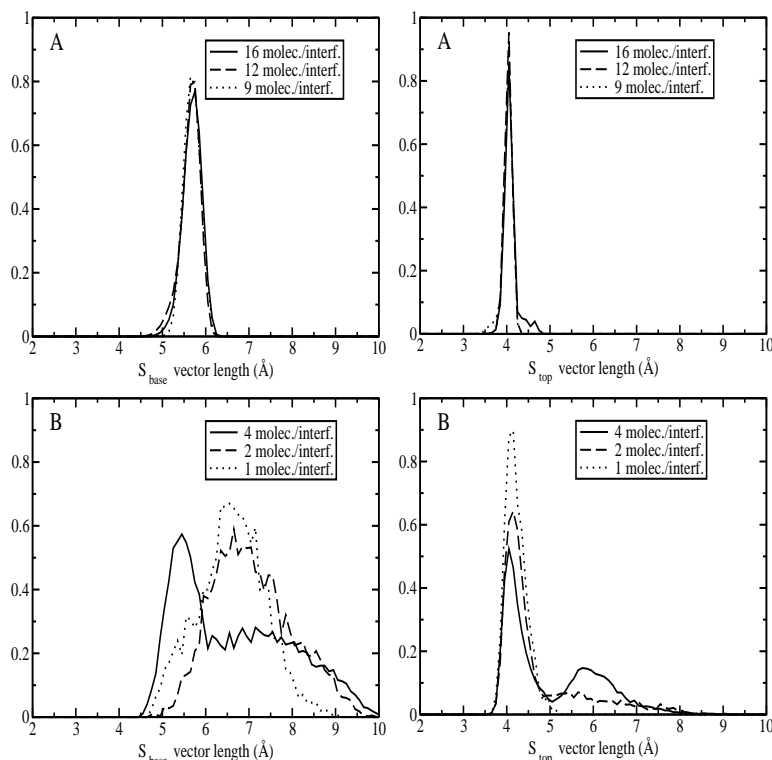 A
16 molec./interf.
12 molec./interf.
9 molec./interf.
1
0.8
0.6
0.4
0.2
0
2 3 4 5 6 7 8 9 10
S base vector length (Å)
A
16 molec./interf.
12 molec./interf.
9 molec./interf.
1
0.8
0.6
0.4
0.2
0
2 3 4 5 6 7 8 9 10
S top vector length (Å)
B
4 molec./interf.
2 molec./interf.
1 molec./interf.
1
0.8
0.6
0.4
0.2
0
2 3 4 5 6 7 8 9 10
S base vector length (Å)
B
4 molec./interf.
2 molec./interf.
1 molec./interf.
1
0.8
0.6
0.4
0.2
0
2 3 4 5 6 7 8 9 10
S top vector length (Å)